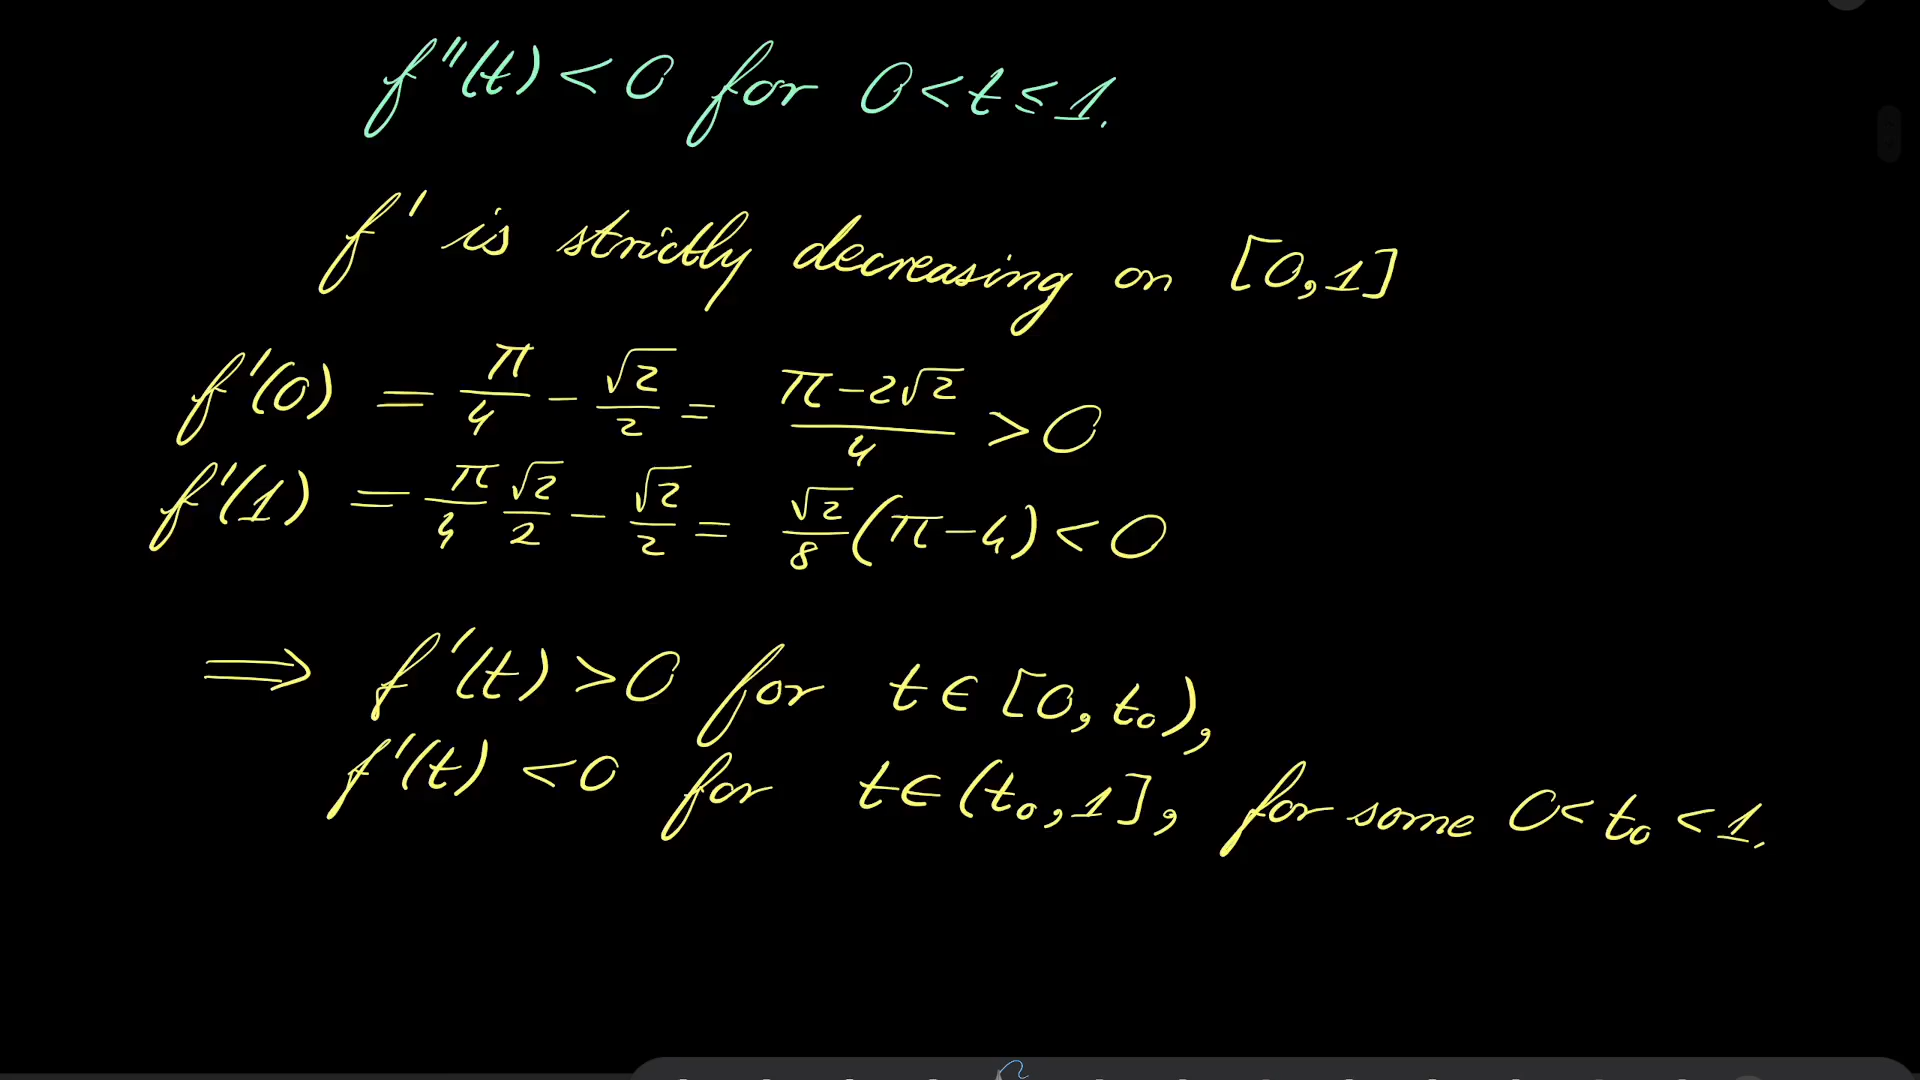 f''(t) < 0 for 0 < t ≤ 1.
f' is strictly decreasing on [0,1]
f'(0) = π/4 - √2/2 = (π-2√2)/4 > 0
f'(1) = π/4 √2/2 - √2/2 = √2/8 (π-4) < 0
⟹ f'(t) > 0 for t ∈ [0, t₀),
f'(t) < 0 for t ∈ (t₀, 1], for some 0 < t₀ < 1.